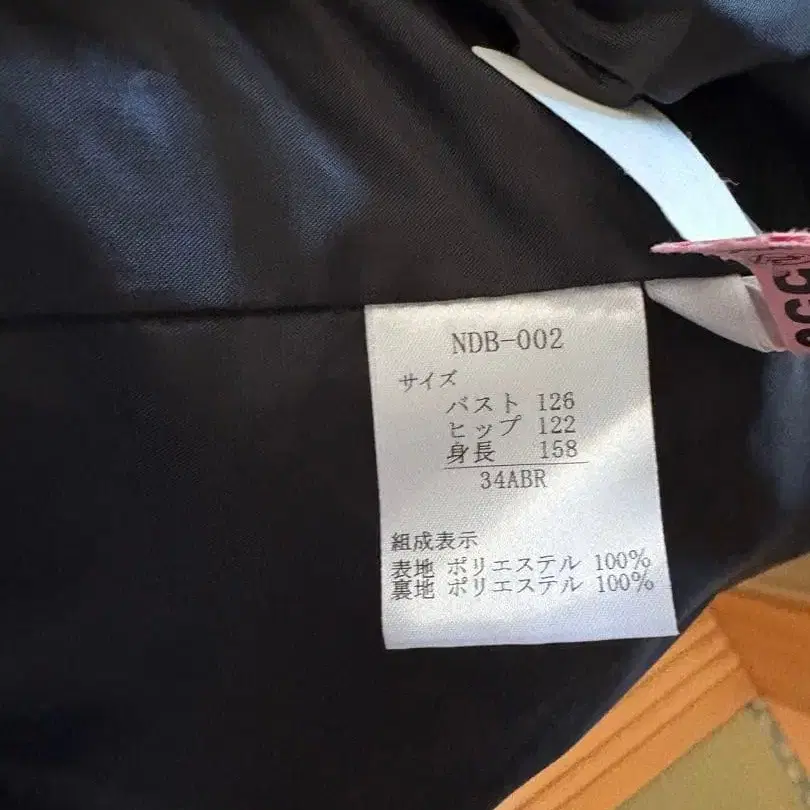 NDB-002
サイズ
バスト 126
ヒップ 122
身長 158
34ABR
組成表示
表地 ポリエステル 100%
裏地 ポリエステル 100%